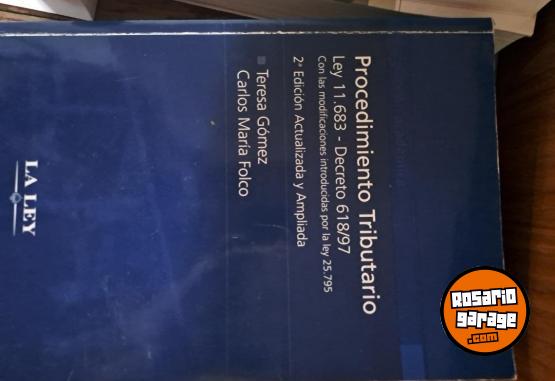 Procedimiento Tributario
Ley 11.683 - Decreto 618/97
Con las modificaciones introducidas por la ley 25.795
2ª Edición Actualizada y Ampliada
Teresa Gómez
Carlos María Folco
LA LEY
Rosario
garage
.com